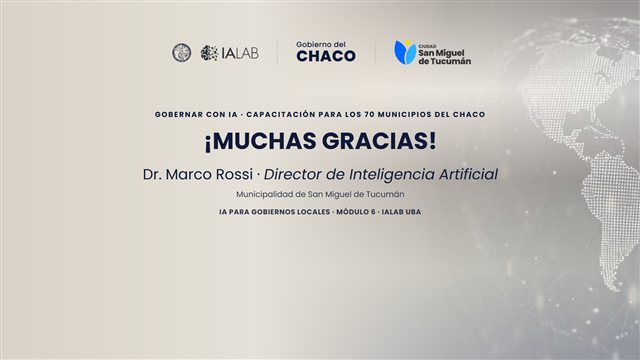 IALAB
Gobierno del
CHACO
CIUDAD
San Miguel
de Tucumán
GOBERNAR CON IA · CAPACITACIÓN PARA LOS 70 MUNICIPIOS DEL CHACO
¡MUCHAS GRACIAS!
Dr. Marco Rossi · Director de Inteligencia Artificial
Municipalidad de San Miguel de Tucumán
IA PARA GOBIERNOS LOCALES · MÓDULO 6 · IALAB UBA